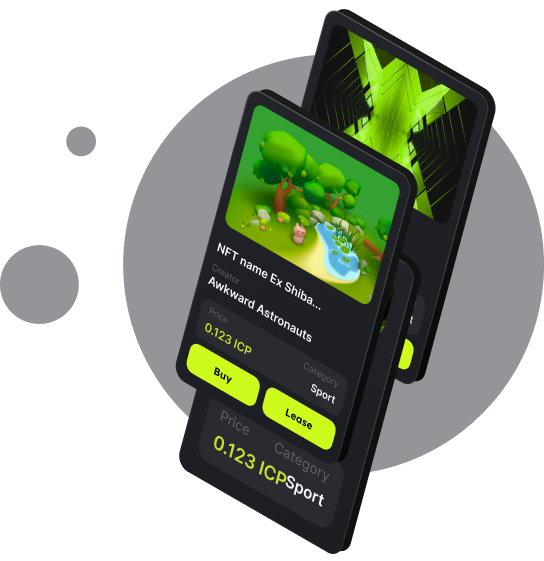 NFT name Ex Shiba...
Creator
Awkward Astronauts
Price
0.123 ICP
Category
Sport
Buy
Lease
Price
0.123 ICP
Category
Sport